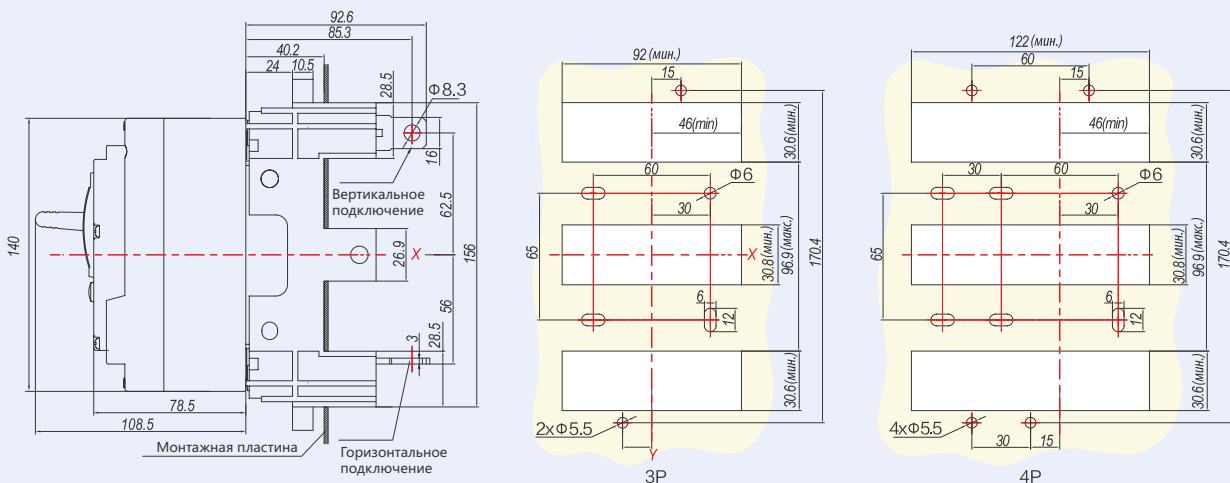 92.6
85.3
40.2
24
10.5
28.5
Φ8.3
16
Вертикальное
подключение
62.5
140
26.9
X
156
56
3
28.5
78.5
108.5
Монтажная пластина
Горизонтальное
подключение
92 (мин.)
15
46(min)
30.6 (мин.)
60
Φ6
30
65
X
30.8 (мин.)
96.9 (макс.)
170.4
6
12
30.6 (мин.)
2xΦ5.5
Y
3P
122 (мин.)
60
15
46(min)
30.6 (мин.)
30
60
Φ6
30
65
30.8 (мин.)
96.9 (макс.)
170.4
6
12
30.6 (мин.)
4xΦ5.5
30
15
4P